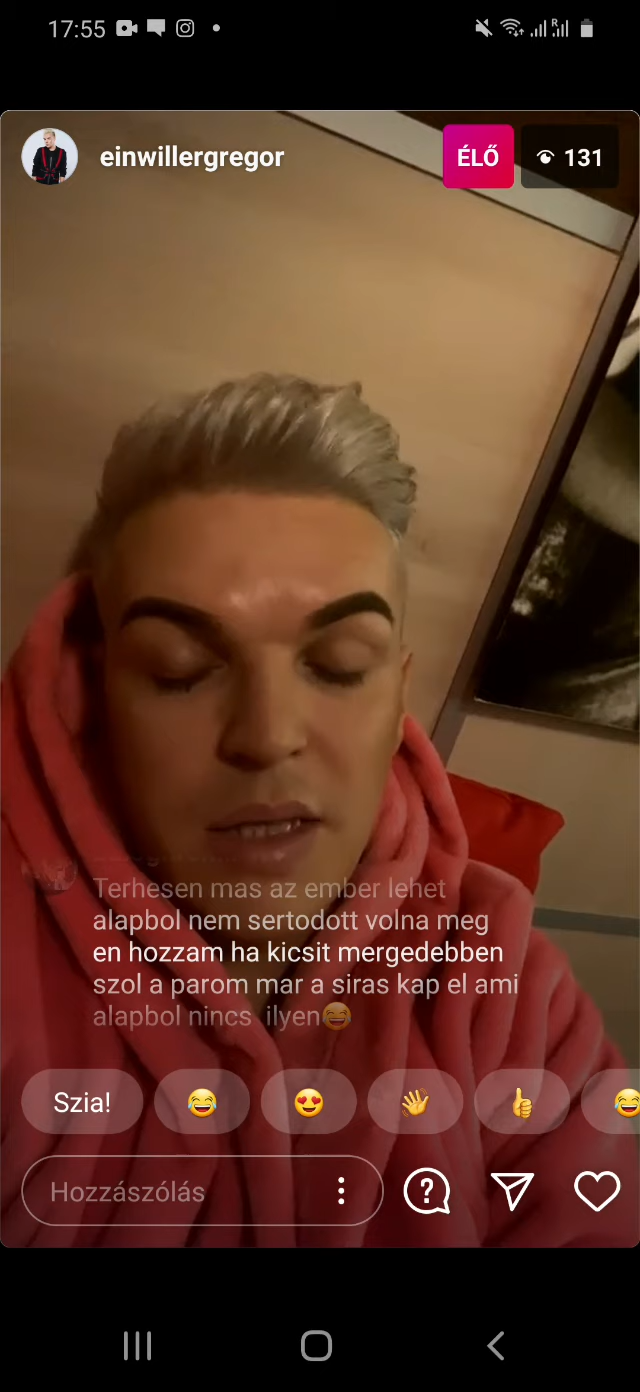 17:55
einwillergregor
ÉLŐ
131
Terhesen mas az ember lehet
alapbol nem sertodott volna meg
en hozzam ha kicsit mergedebben
szol a parom mar a siras kap el ami
alapbol nincs ilyen😂
Szia!
Hozzászólás